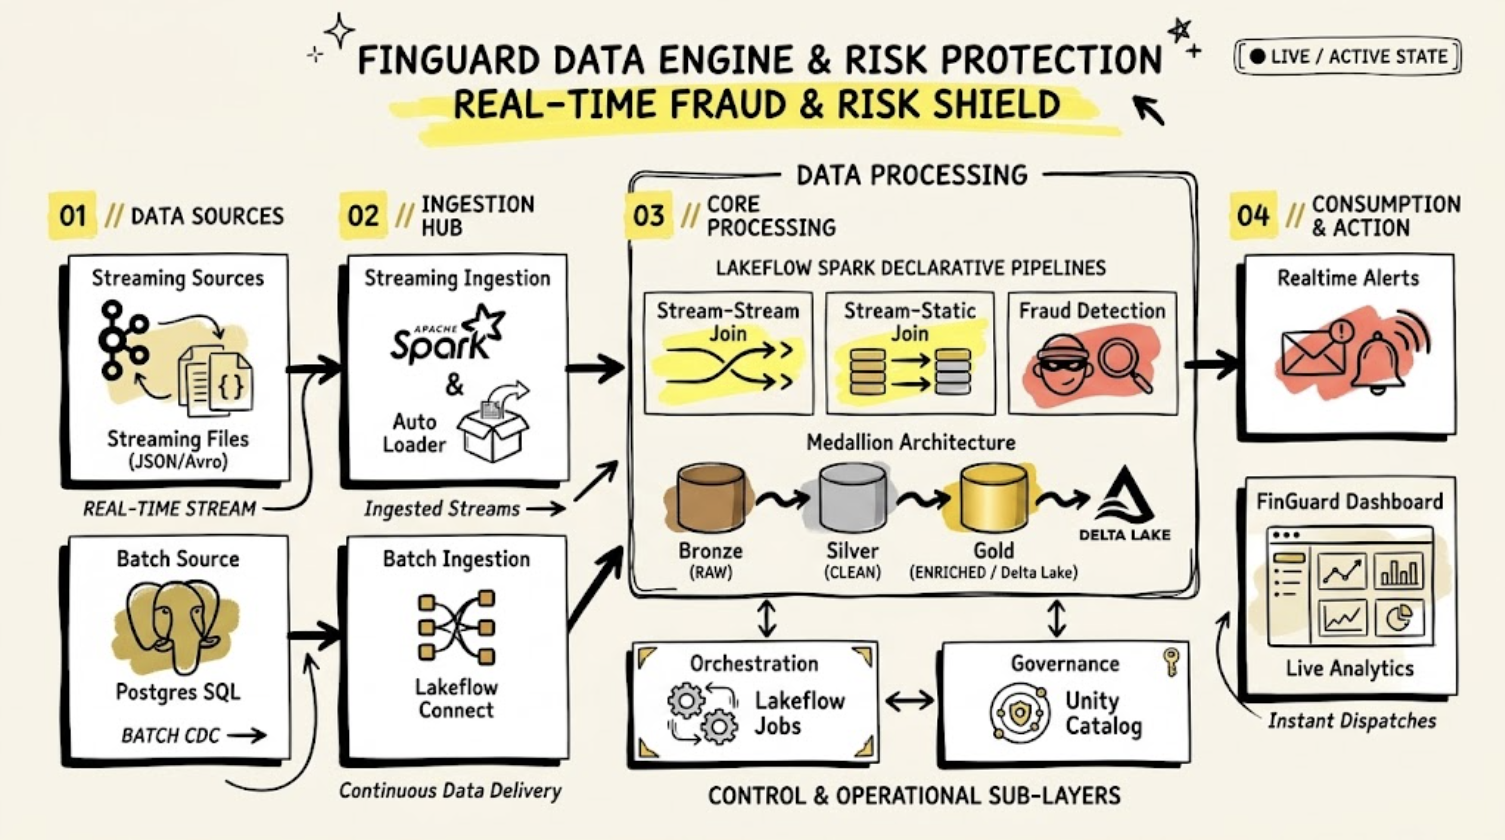 FINGUARD DATA ENGINE & RISK PROTECTION
REAL-TIME FRAUD & RISK SHIELD
LIVE / ACTIVE STATE
01 // DATA SOURCES
Streaming Sources
{}
Streaming Files
(JSON/Avro)
REAL-TIME STREAM
Batch Source
Postgres SQL
BATCH CDC
02 // INGESTION
HUB
Streaming Ingestion
APACHE
Spark
&
Auto
Loader
Ingested Streams
Batch Ingestion
Lakeflow
Connect
Continuous Data Delivery
DATA PROCESSING
03 // CORE
PROCESSING
LAKEFLOW SPARK DECLARATIVE PIPELINES
Stream-Stream
Join
Stream-Static
Join
Fraud Detection
Medallion Architecture
Bronze
(RAW)
Silver
(CLEAN)
Gold
(ENRICHED / Delta Lake)
DELTA LAKE
Orchestration
Lakeflow
Jobs
Governance
Unity
Catalog
CONTROL & OPERATIONAL SUB-LAYERS
04 // CONSUMPTION
& ACTION
Realtime Alerts
!
FinGuard Dashboard
Live Analytics
Instant Dispatches